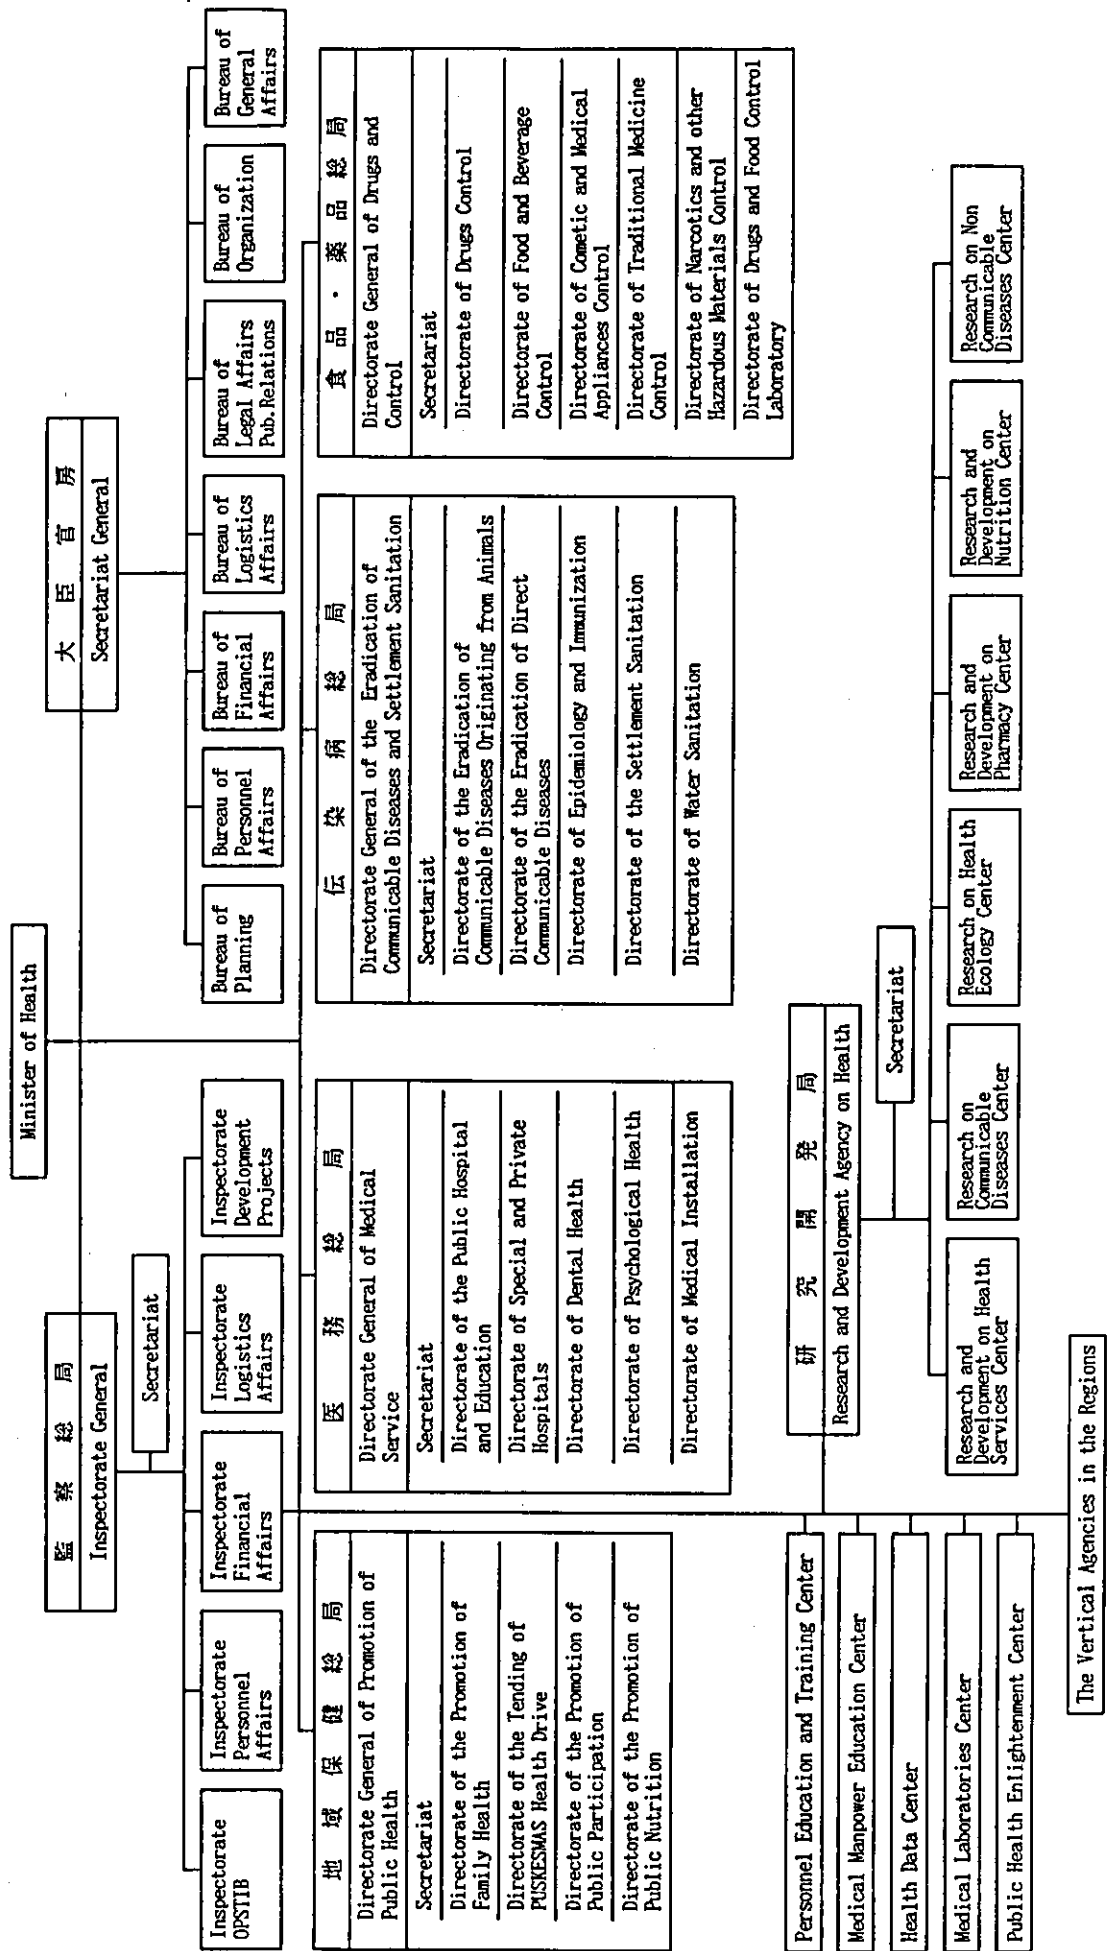 Minister of Health
監察総局
Inspectorate General
大臣官房
Secretariat General
Secretariat
Inspectorate
OPSTIB
Inspectorate
Personnel
Affairs
Inspectorate
Financial
Affairs
Inspectorate
Logistics
Affairs
Inspectorate
Development
Projects
Bureau of
Planning
Bureau of
Personnel
Affairs
Bureau of
Financial
Affairs
Bureau of
Logistics
Affairs
Bureau of
Legal Affairs
Pub.Relations
Bureau of
Organization
Bureau of
General
Affairs
地域保健総局
Directorate General of Promotion of
Public Health
Secretariat
Directorate of the Promotion of
Family Health
Directorate of the Tending of
PUSKESMAS Health Drive
Directorate of the Promotion of
Public Participation
Directorate of the Promotion of
Public Nutrition
医務総局
Directorate General of Medical
Service
Secretariat
Directorate of the Public Hospital
and Education
Directorate of Special and Private
Hospitals
Directorate of Dental Health
Directorate of Psychological Health
Directorate of Medical Installation
伝染病総局
Directorate General of the Eradication of
Communicable Diseases and Settlement Sanitation
Secretariat
Directorate of the Eradication of
Communicable Diseases Originating from Animals
Directorate of the Eradication of Direct
Communicable Diseases
Directorate of Epidemiology and Immunization
Directorate of the Settlement Sanitation
Directorate of Water Sanitation
食品・薬品総局
Directorate General of Drugs and
Control
Secretariat
Directorate of Drugs Control
Directorate of Food and Beverage
Control
Directorate of Cometic and Medical
Appliances Control
Directorate of Traditional Medicine
Control
Directorate of Narcotics and other
Hazardous Materials Control
Directorate of Drugs and Food Control
Laboratory
Personnel Education and Training Center
Medical Manpower Education Center
Health Data Center
Medical Laboratories Center
Public Health Enlightenment Center
研究開発局
Research and Development Agency on Health
Secretariat
Research and
Development on Health
Services Center
Research on
Communicable
Diseases Center
Research on Health
Ecology Center
Research and
Development on
Pharmacy Center
Research and
Development on
Nutrition Center
Research on Non
Communicable
Diseases Center
The Vertical Agencies in the Regions